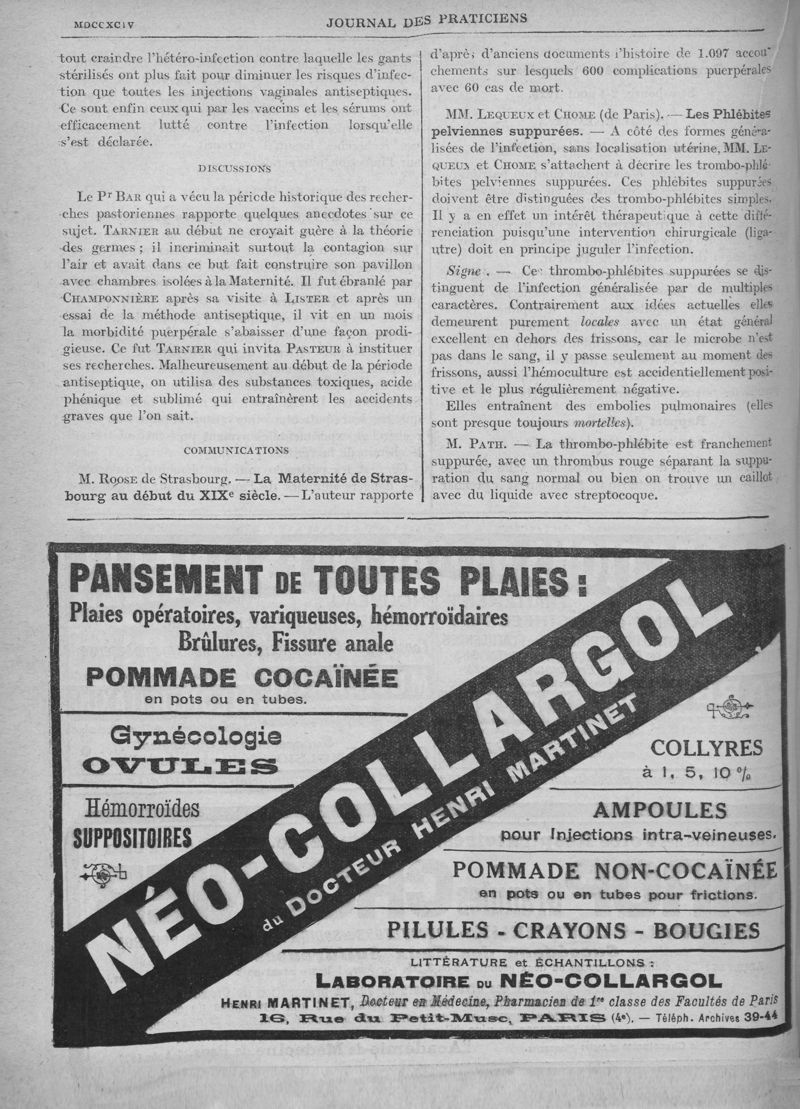 MDCCXCIV
JOURNAL DES PRATICIENS
tout craindre l'hétéro-infection contre laquelle les gants
stérilisés ont plus fait pour diminuer les risques d'infec-
tion que toutes les injections vaginales antiseptiques.
Ce sont enfin ceux qui par les vaccins et les sérums ont
efficacement lutté contre l'infection lorsqu'elle
s'est déclarée.
DISCUSSIONS
Le Pr BAR qui a vécu la période historique des recher-
ches pastoriennes rapporte quelques anecdotes sur ce
sujet. TARNIER au début ne croyait guère à la théorie
des germes ; il incriminait surtout la contagion sur
l'air et avait dans ce but fait construire son pavillon
avec chambres isolées à la Maternité. Il fut ébranlé par
CHAMPONNIÈRE après sa visite à LISTER et après un
essai de la méthode antiseptique, il vit en un mois
la morbidité puerpérale s'abaisser d'une façon prodi-
gieuse. Ce fut TARNIER qui invita PASTEUR à instituer
ses recherches. Malheureusement au début de la période
antiseptique, on utilisa des substances toxiques, acide
phénique et sublimé qui entraînèrent les accidents
graves que l'on sait.
COMMUNICATIONS
M. ROOSE de Strasbourg. — La Maternité de Stras-
bourg au début du XIXe siècle. — L'auteur rapporte
d'après d'anciens documents l'histoire de 1.097 accou-
chements sur lesquels 600 complications puerpérales
avec 60 cas de mort.
MM. LEQUEUX et CHOME (de Paris). — Les Phlébites
pelviennes suppurées. — A côté des formes généra-
lisées de l'infection, sans localisation utérine, MM. LE-
QUEUX et CHOME s'attachent à décrire les trombo-phlé-
bites pelviennes suppurées. Ces phlébites suppurées
doivent être distinguées des trombo-phlébites simples.
Il y a en effet un intérêt thérapeutique à cette diffé-
renciation puisqu'une intervention chirurgicale (liga-
utre) doit en principe juguler l'infection.
Signe . — Ces thrombo-phlébites suppurées se dis-
tinguent de l'infection généralisée par de multiples
caractères. Contrairement aux idées actuelles elles
demeurent purement locales avec un état général
excellent en dehors des frissons, car le microbe n'est
pas dans le sang, il y passe seulement au moment des
frissons, aussi l'hémoculture est accidentiellement posi-
tive et le plus régulièrement négative.
Elles entraînent des embolies pulmonaires (elles
sont presque toujours mortelles).
M. PATH. — La thrombo-phlébite est franchement
suppurée, avec un thrombus rouge séparant la suppu-
ration du sang normal ou bien on trouve un caillot
avec du liquide avec streptocoque.
PANSEMENT DE TOUTES PLAIES :
Plaies opératoires, variqueuses, hémorroïdaires
Brûlures, Fissure anale
POMMADE COCAÏNÉE
en pots ou en tubes.
Gynécologie
OVULES
Hémorroïdes
SUPPOSITOIRES
NÉO-COLLARGOL
du DOCTEUR HENRI MARTINET
COLLYRES
à 1, 5, 10 %
AMPOULES
pour Injections intra-veineuses.
POMMADE NON-COCAÏNÉE
en pots ou en tubes pour frictions.
PILULES - CRAYONS - BOUGIES
LITTÉRATURE et ÉCHANTILLONS :
LABORATOIRE DU NÉO-COLLARGOL
HENRI MARTINET, Docteur en Médecine, Pharmacien de 1re classe des Facultés de Paris
16, Rue du Petit-Musc, PARIS (4e). — Téléph. Archives 39-44